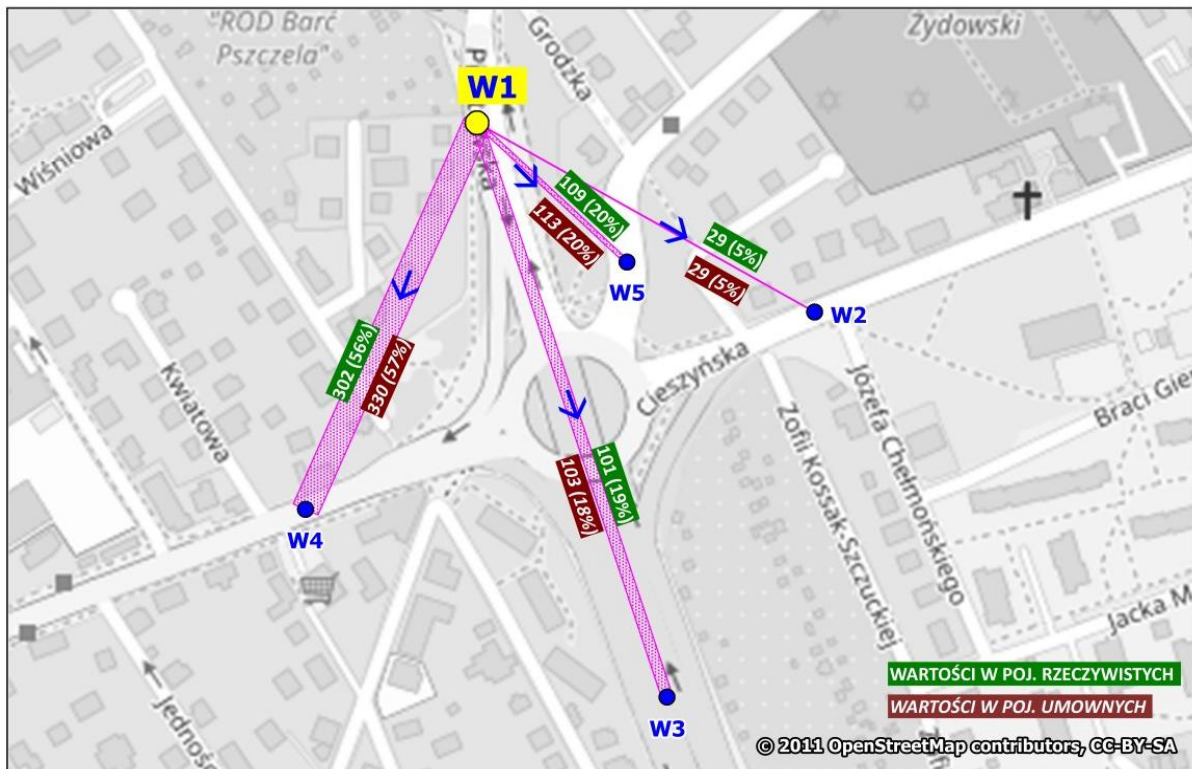 "ROD Barć
Pszczela"
Grodzka
Żydowski
W1
Wiśniowa
109 (20%)
113 (20%)
29 (5%)
29 (5%)
W5
W2
302 (56%)
330 (57%)
Kwiatowa
Cieszyńska
Józefa Chełmońskiego
Braci Gier
Zofii Kossak-Szczuckiej
101 (19%)
103 (18%)
W4
Jacka M
Jednośc
W3
WARTOŚCI W POJ. RZECZYWISTYCH
WARTOŚCI W POJ. UMOWNYCH
© 2011 OpenStreetMap contributors, CC-BY-SA